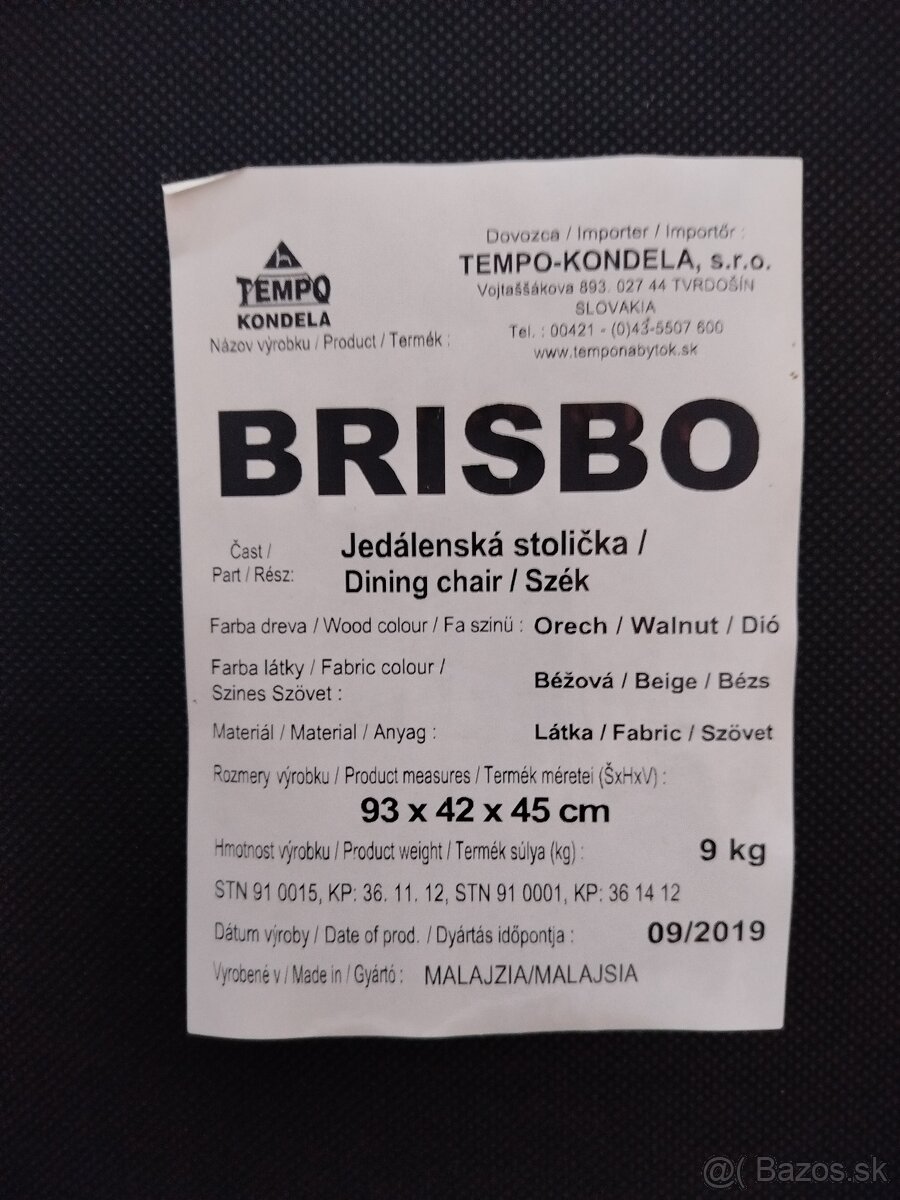 TEMPO
KONDELA
Dovozca / Importer / Importőr :
TEMPO-KONDELA, s.r.o.
Vojtaššákova 893. 027 44 TVRDOŠÍN
SLOVAKIA
Tel. : 00421 - (0)43-5507 600
www.temponabytok.sk
Názov výrobku / Product / Termék :
BRISBO
Časť /
Part / Rész:
Jedálenská stolička /
Dining chair / Szék
Farba dreva / Wood colour / Fa szinü : Orech / Walnut / Dió
Farba látky / Fabric colour /
Szines Szövet :
Béžová / Beige / Bézs
Materiál / Material / Anyag : Látka / Fabric / Szövet
Rozmery výrobku / Product measures / Termék méretei (ŠxHxV) :
93 x 42 x 45 cm
Hmotnost výrobku / Product weight / Termék súlya (kg) : 9 kg
STN 91 0015, KP: 36. 11. 12, STN 91 0001, KP: 36 14 12
Dátum výroby / Date of prod. / Dyártás időpontja : 09/2019
Vyrobené v / Made in / Gyártó : MALAJZIA/MALAJSIA
@( Bazos.sk